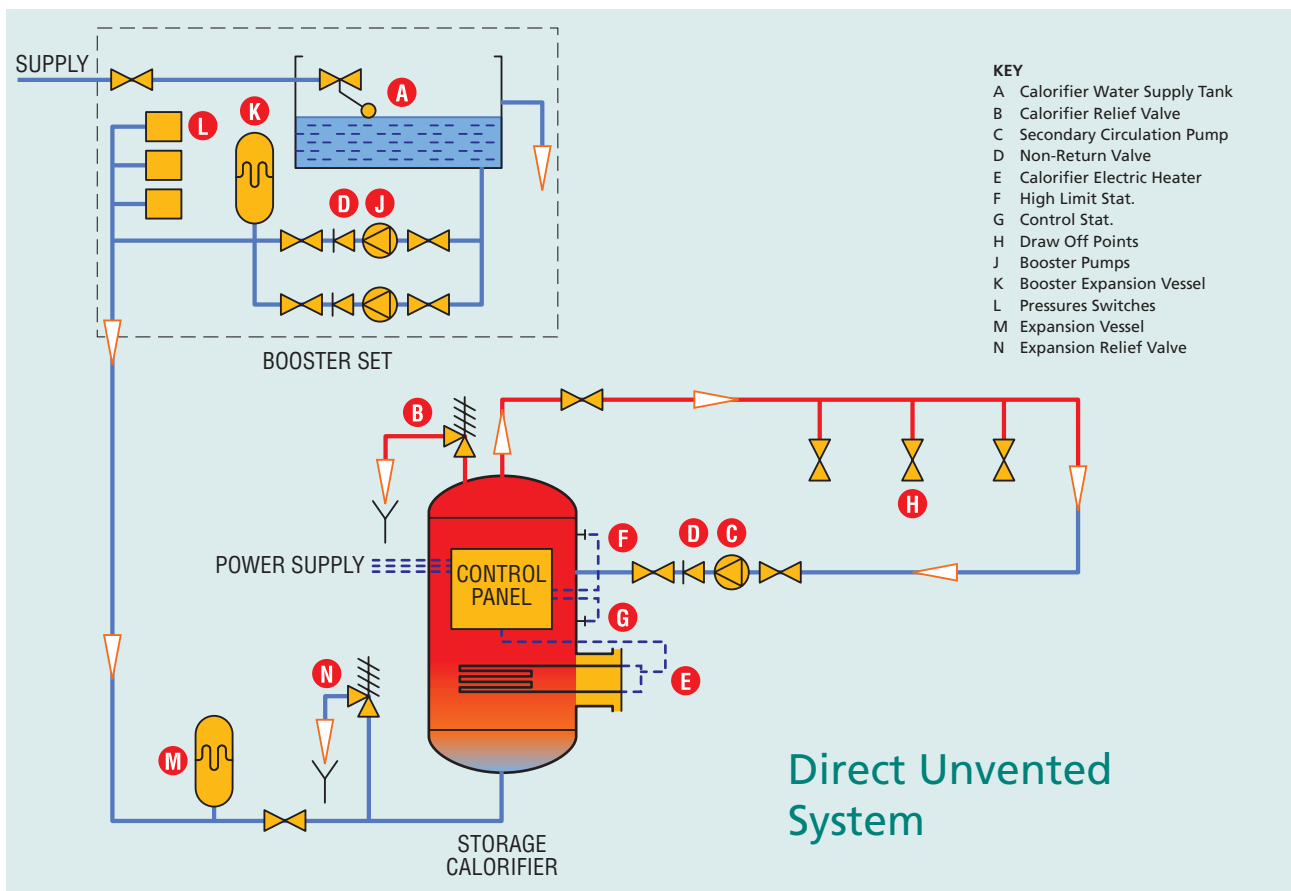 SUPPLY
A
K
L
D
J
BOOSTER SET
KEY
A Calorifier Water Supply Tank
B Calorifier Relief Valve
C Secondary Circulation Pump
D Non-Return Valve
E Calorifier Electric Heater
F High Limit Stat.
G Control Stat.
H Draw Off Points
J Booster Pumps
K Booster Expansion Vessel
L Pressures Switches
M Expansion Vessel
N Expansion Relief Valve
B
H
F
D
C
POWER SUPPLY
CONTROL
PANEL
G
N
E
M
STORAGE
CALORIFIER
Direct Unvented
System